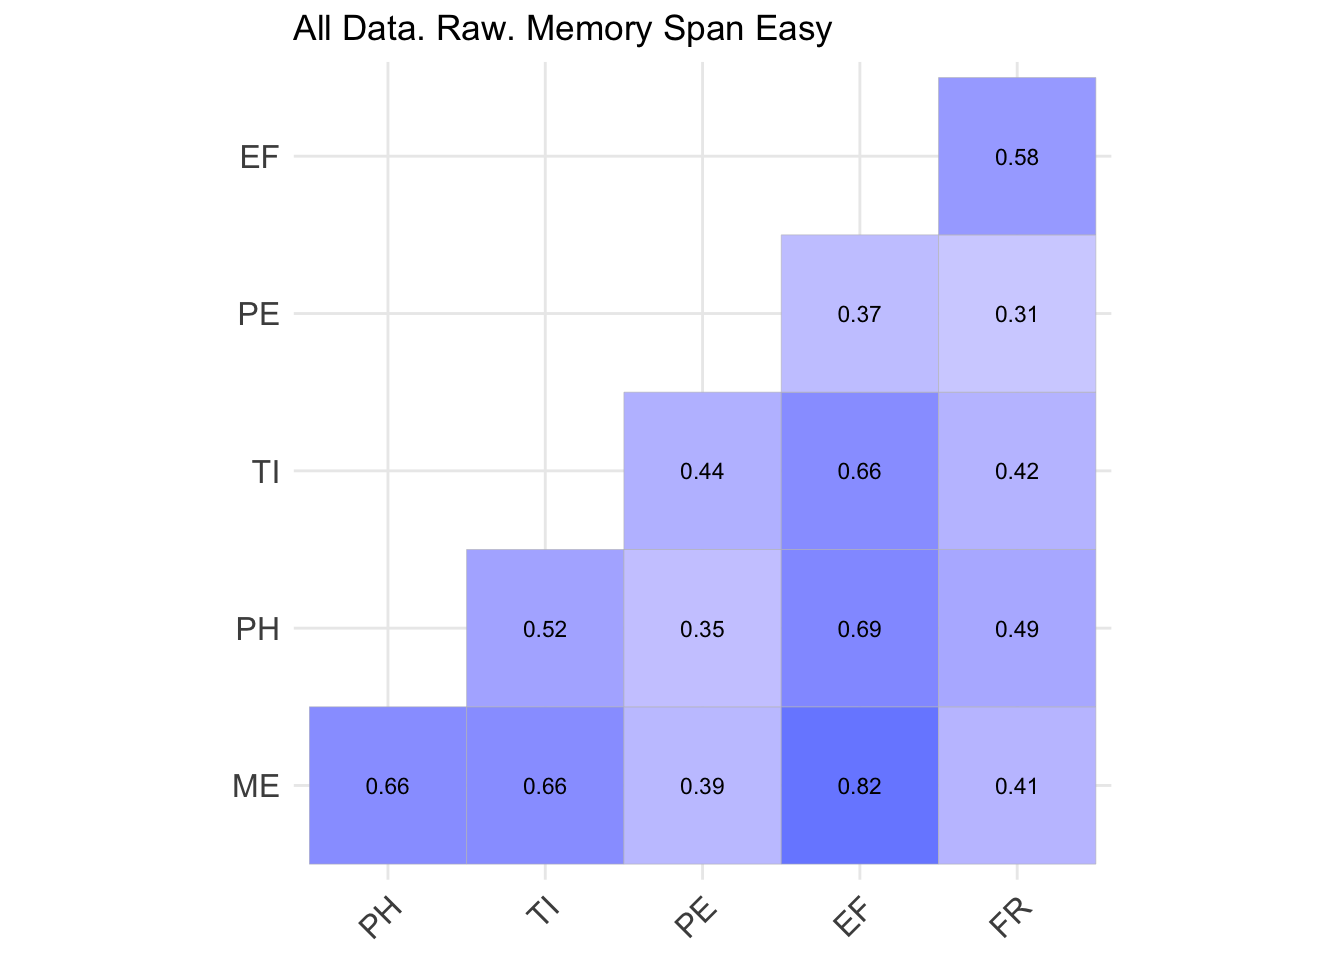 All Data. Raw. Memory Span Easy
EF 0.58
PE 0.37 0.31
TI 0.44 0.66 0.42
PH 0.52 0.35 0.69 0.49
ME 0.66 0.66 0.39 0.82 0.41
PH TI PE EF FR